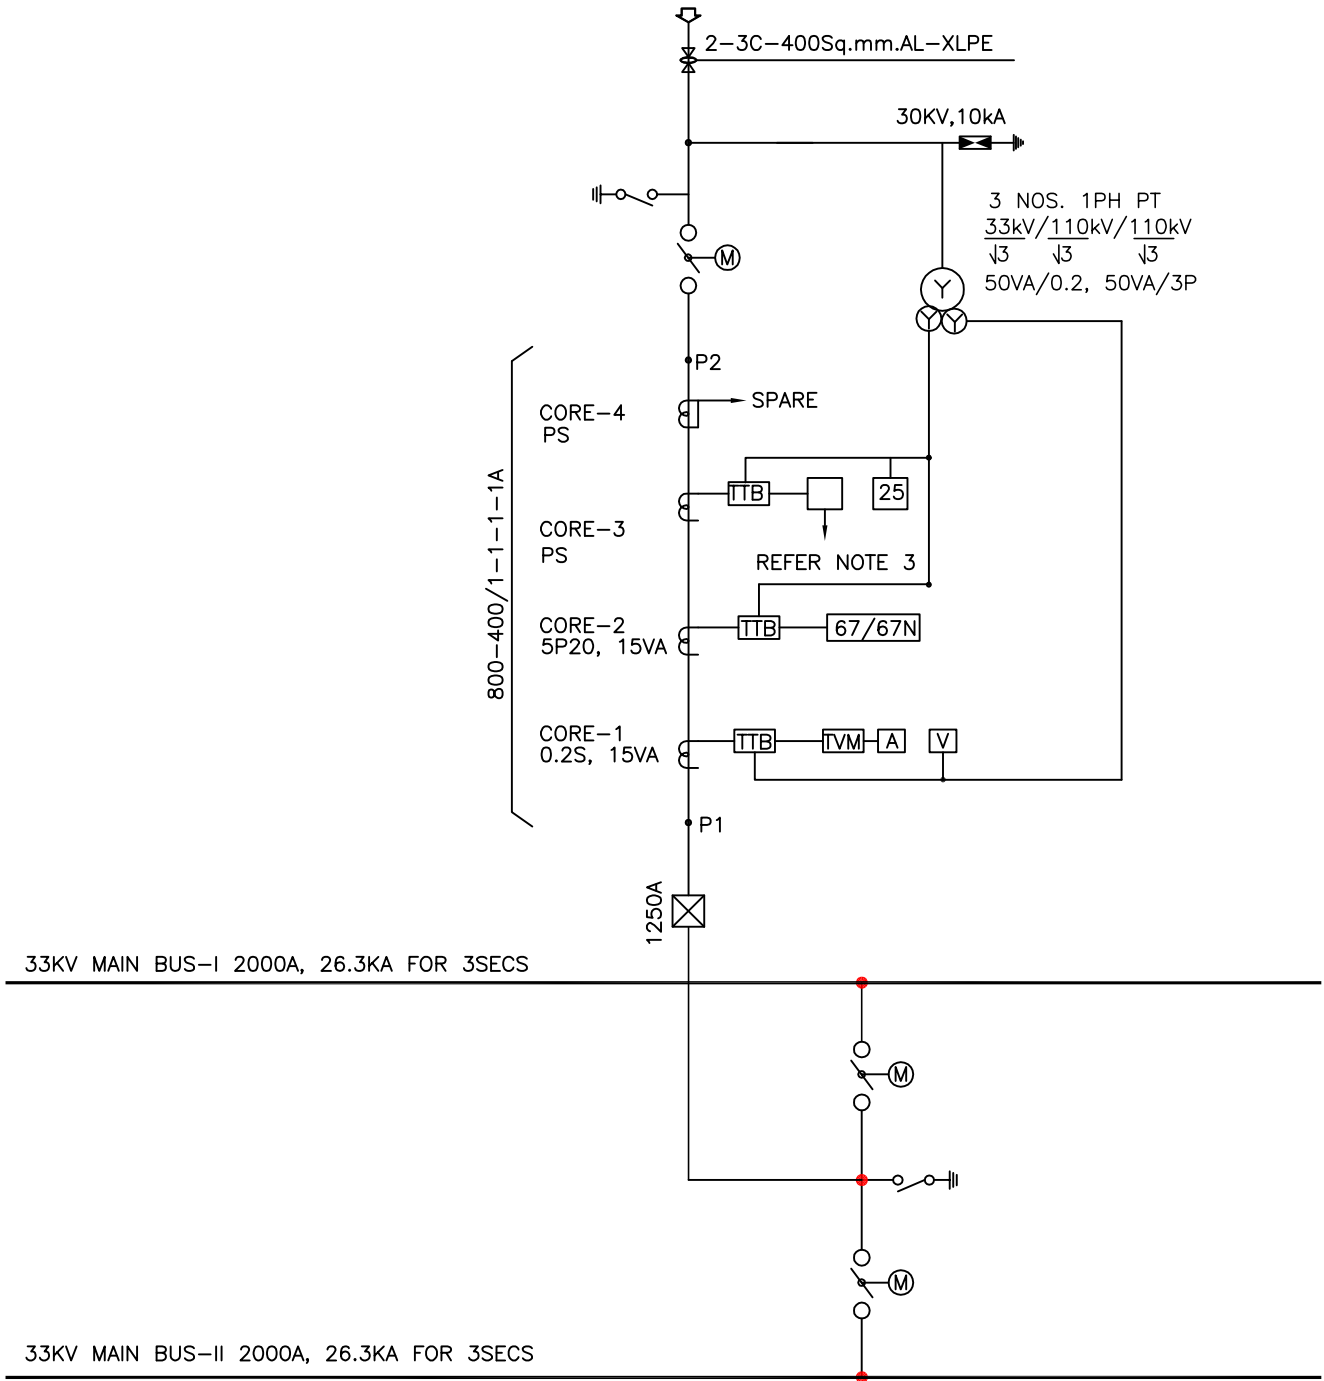 2-3C-400Sq.mm.AL-XLPE
30KV,10kA
3 NOS. 1PH PT
33kV/110kV/110kV
√3 √3 √3
50VA/0.2, 50VA/3P
M
Y
Y Y
P2
SPARE
CORE-4
PS
TTB
25
CORE-3
PS
REFER NOTE 3
800-400/1-1-1-1A
CORE-2
5P20, 15VA
TTB
67/67N
CORE-1
0.2S, 15VA
TTB
TVM
A
V
P1
1250A
33KV MAIN BUS-I 2000A, 26.3KA FOR 3SECS
M
M
33KV MAIN BUS-II 2000A, 26.3KA FOR 3SECS